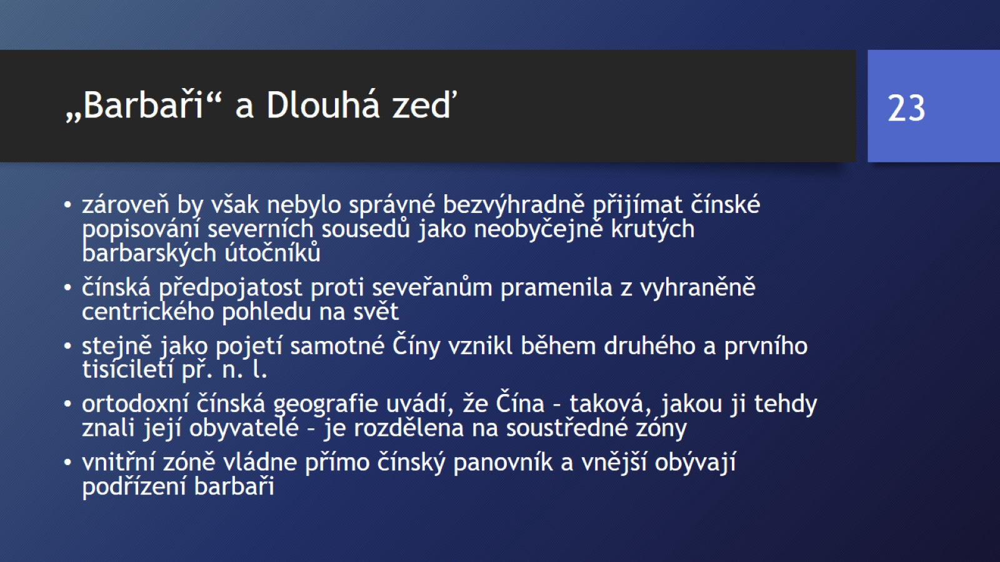 „Barbaři“ a Dlouhá zeď
23
• zároveň by však nebylo správné bezvýhradně přijímat čínské
popisování severních sousedů jako neobyčejně krutých
barbarských útočníků
• čínská předpojatost proti seveřanům pramenila z vyhraněně
centrického pohledu na svět
• stejně jako pojetí samotné Číny vznikl během druhého a prvního
tisíciletí př. n. l.
• ortodoxní čínská geografie uvádí, že Čína – taková, jakou ji tehdy
znali její obyvatelé – je rozdělena na soustředné zóny
• vnitřní zóně vládne přímo čínský panovník a vnější obývají
podřízení barbaři